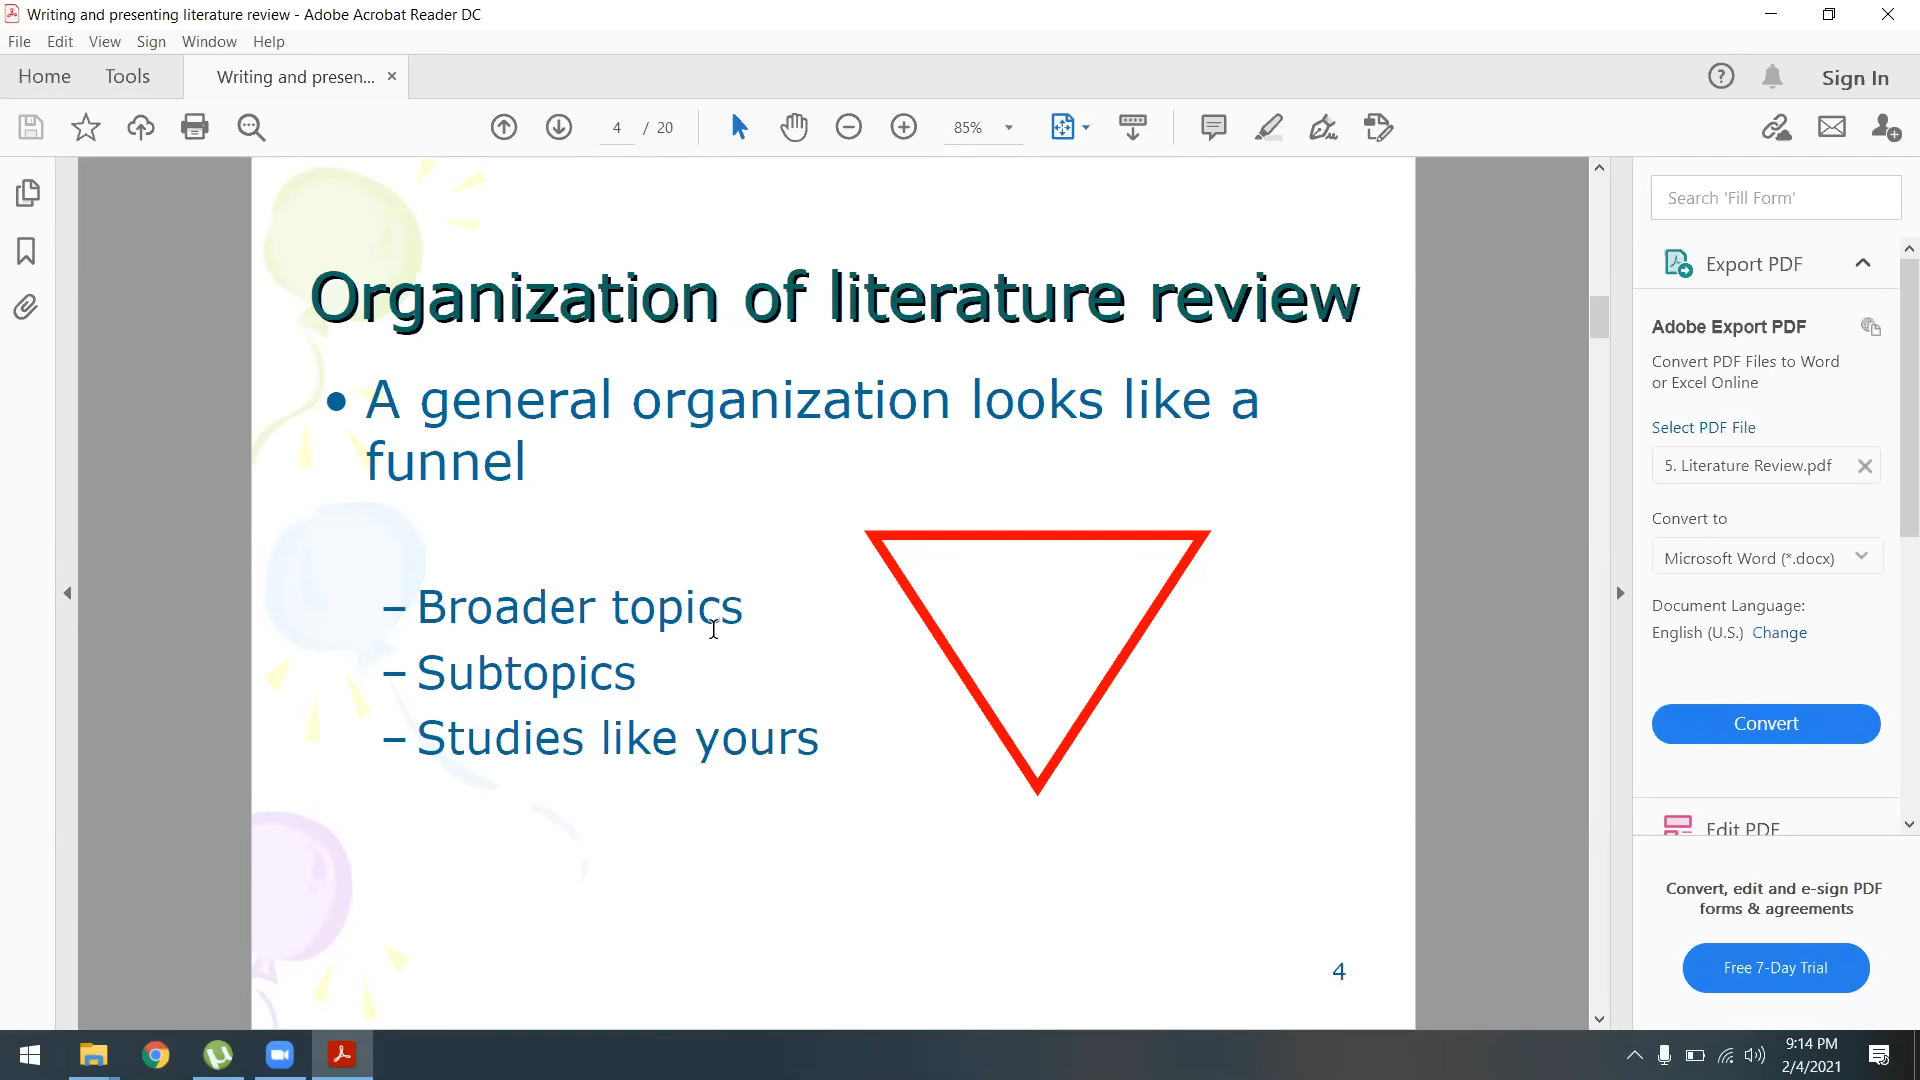 Writing and presenting literature review - Adobe Acrobat Reader DC
File Edit View Sign Window Help
Home Tools Writing and presen... × Sign In
4 / 20 85%
Organization of literature review
• A general organization looks like a
funnel
– Broader topics
– Subtopics
– Studies like yours
4
Search 'Fill Form'
Export PDF
Adobe Export PDF
Convert PDF Files to Word
or Excel Online
Select PDF File
5. Literature Review.pdf
Convert to
Microsoft Word (*.docx)
Document Language:
English (U.S.) Change
Convert
Edit PDF
Convert, edit and e-sign PDF
forms & agreements
Free 7-Day Trial
9:14 PM
2/4/2021